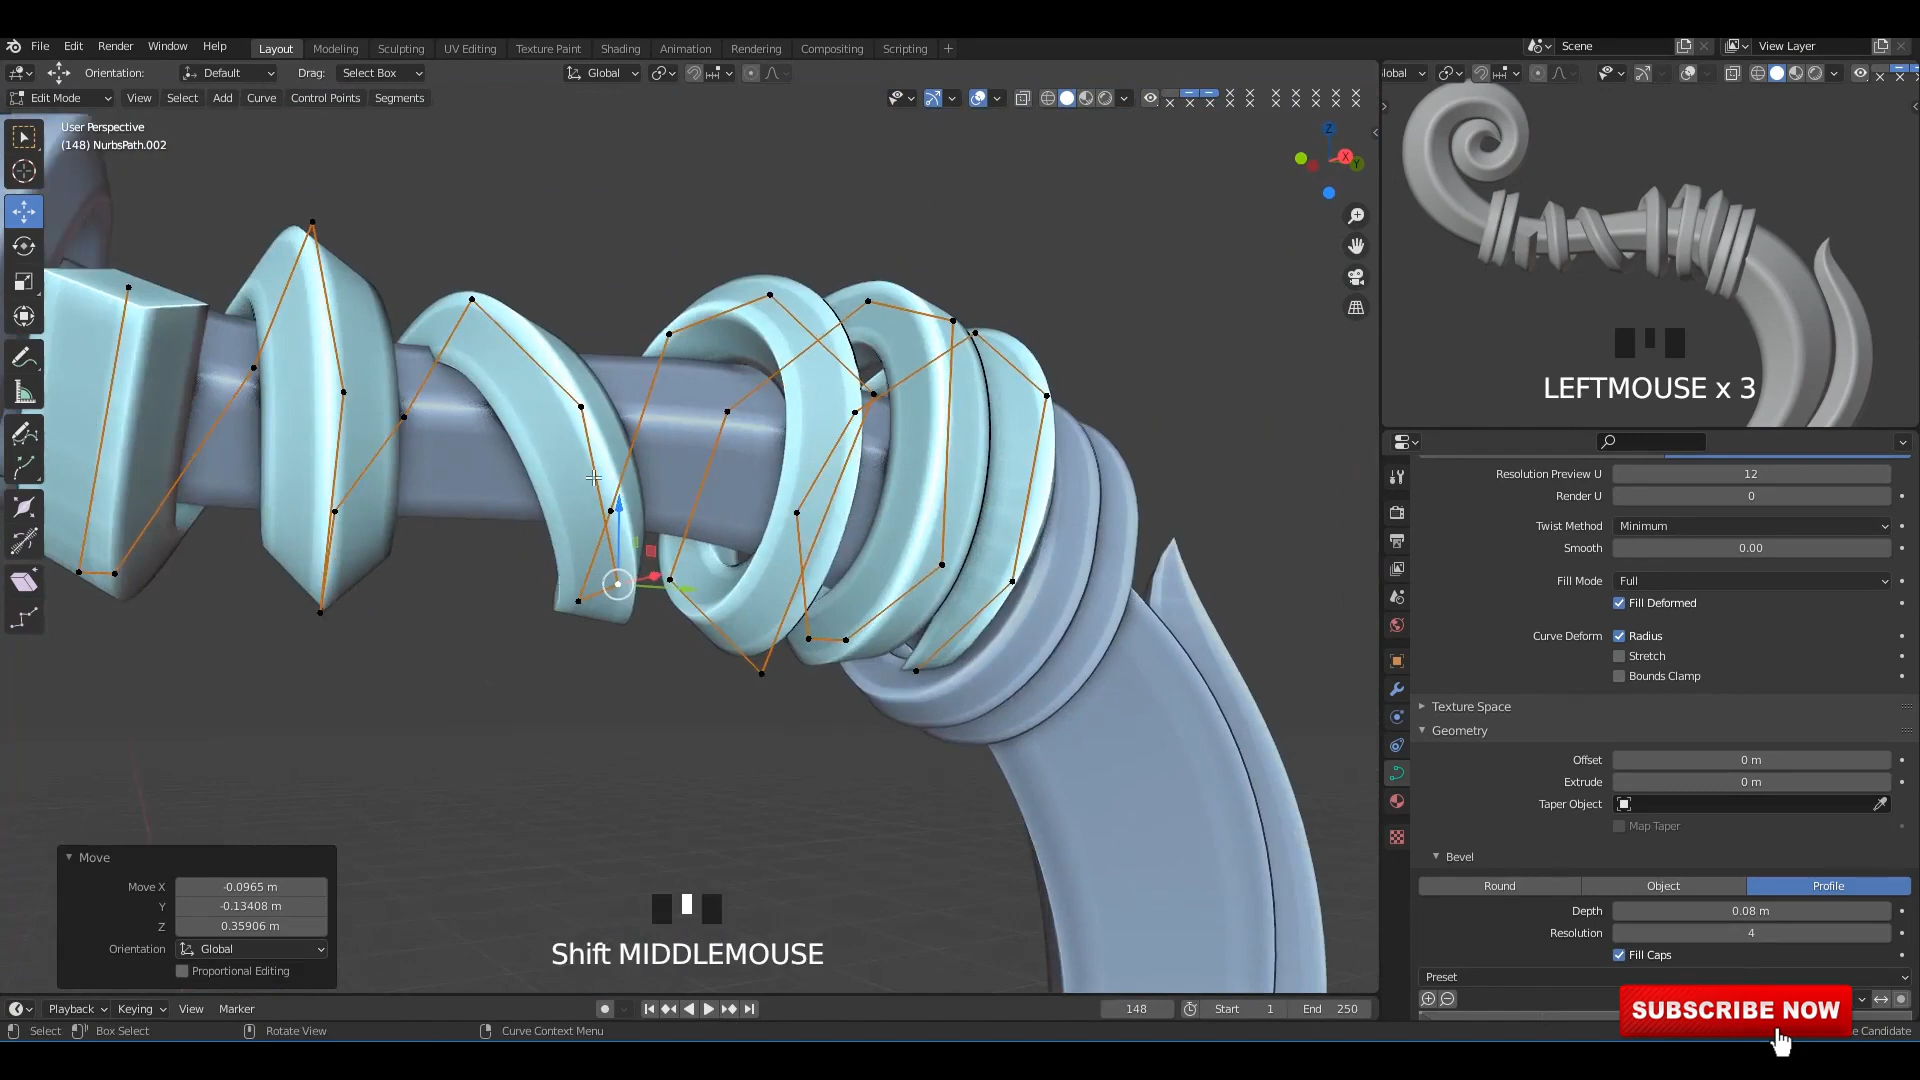 File Edit Render Window Help Layout Modeling Sculpting UV Editing Texture Paint Shading Animation Rendering Compositing Scripting + Scene View Layer
Orientation: Default Drag: Select Box Global lobal
Edit Mode View Select Add Curve Control Points Segments
User Perspective
(148) NurbsPath.002
Z
X
Y
LEFTMOUSE x 3
Resolution Preview U 12
Render U 0
Twist Method Minimum
Smooth 0.00
Fill Mode Full
Fill Deformed
Curve Deform Radius
Stretch
Bounds Clamp
Texture Space
Geometry
Offset 0 m
Extrude 0 m
Taper Object
Map Taper
Bevel
Round Object Profile
Depth 0.08 m
Resolution 4
Fill Caps
Preset
Move
Move X -0.0965 m
Y -0.13408 m
Z 0.35906 m
Orientation Global
Proportional Editing
Shift MIDDLEMOUSE
SUBSCRIBE NOW
Playback Keying View Marker 148 Start 1 End 250
Select Box Select Rotate View Curve Context Menu e Candidate